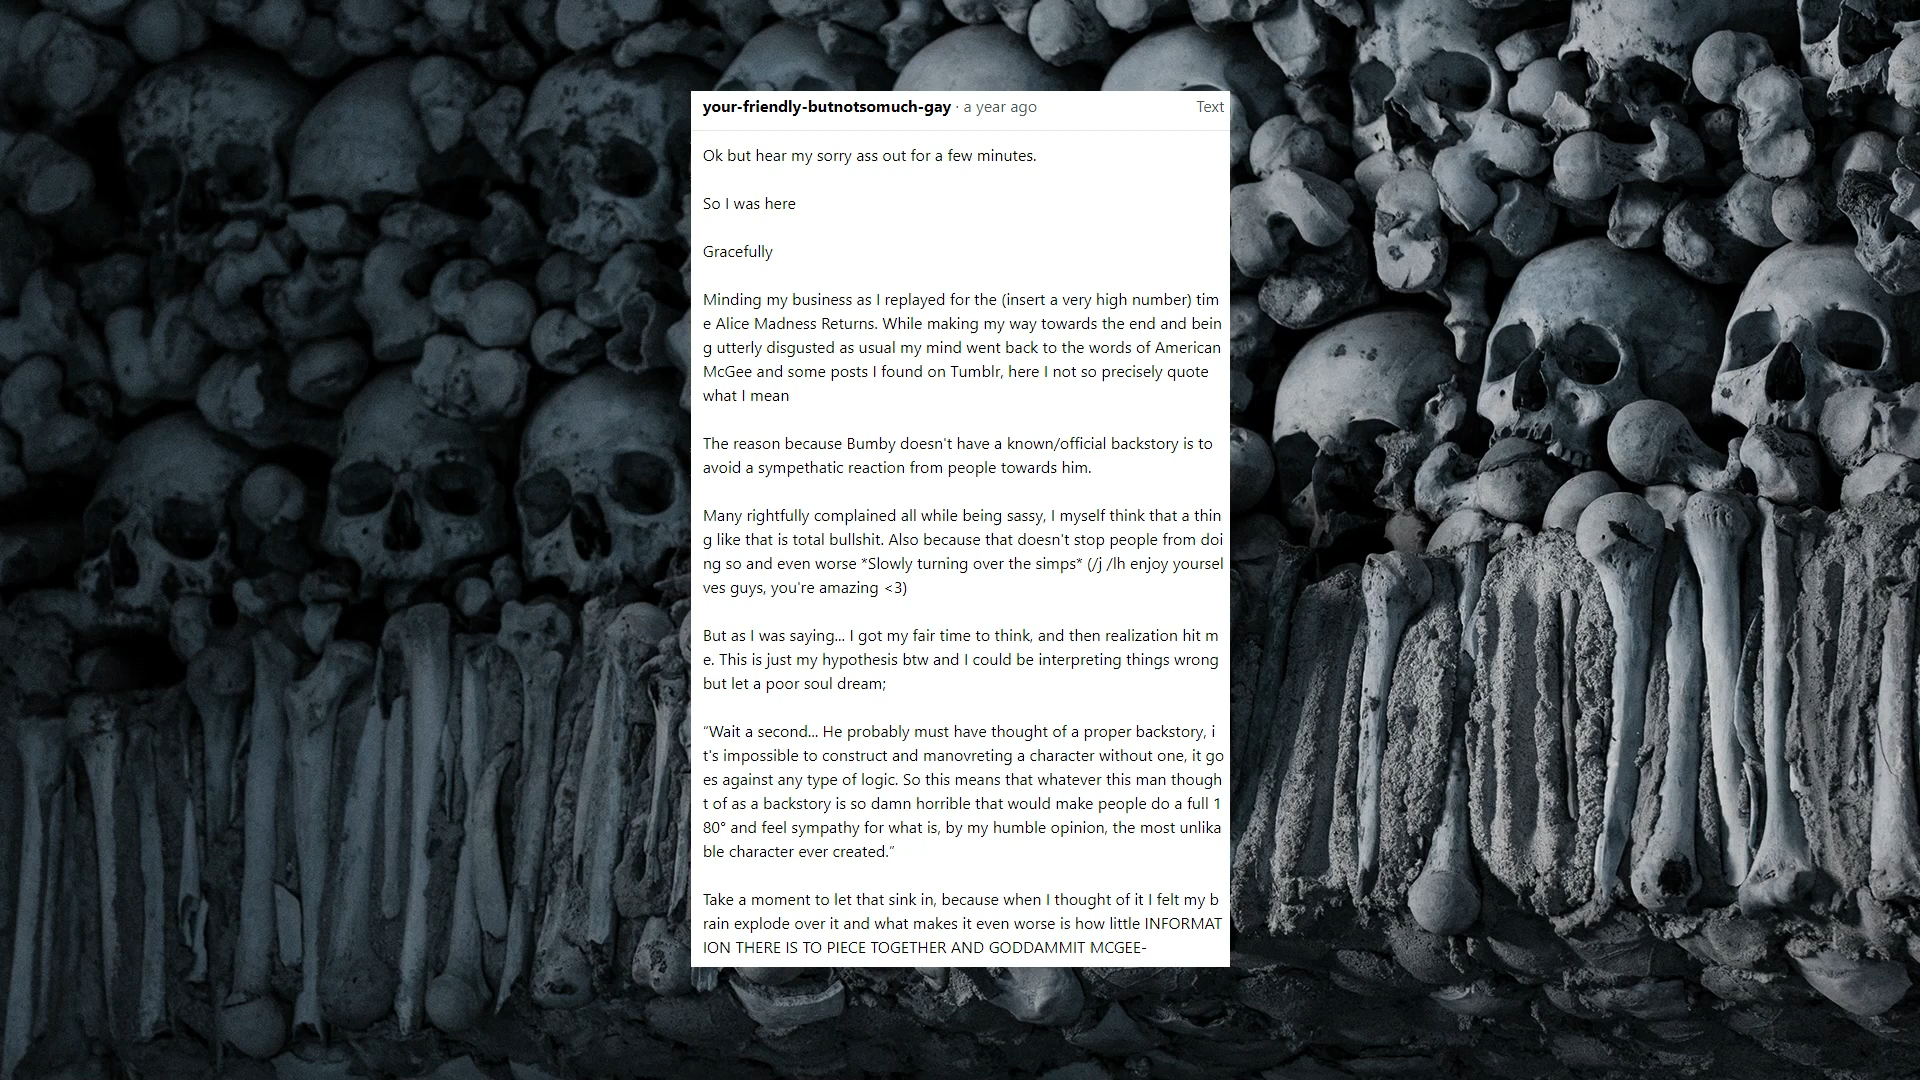 your-friendly-butnotsomuch-gay · a year ago Text
Ok but hear my sorry ass out for a few minutes.
So I was here
Gracefully
Minding my business as I replayed for the (insert a very high number) tim
e Alice Madness Returns. While making my way towards the end and bein
g utterly disgusted as usual my mind went back to the words of American
McGee and some posts I found on Tumblr, here I not so precisely quote
what I mean
The reason because Bumby doesn't have a known/official backstory is to
avoid a sympethatic reaction from people towards him.
Many rightfully complained all while being sassy, I myself think that a thin
g like that is total bullshit. Also because that doesn't stop people from doi
ng so and even worse *Slowly turning over the simps* (/j /lh enjoy yoursel
ves guys, you're amazing <3)
But as I was saying... I got my fair time to think, and then realization hit m
e. This is just my hypothesis btw and I could be interpreting things wrong
but let a poor soul dream;
“Wait a second... He probably must have thought of a proper backstory, i
t's impossible to construct and manovreting a character without one, it go
es against any type of logic. So this means that whatever this man though
t of as a backstory is so damn horrible that would make people do a full 1
80° and feel sympathy for what is, by my humble opinion, the most unlika
ble character ever created.”
Take a moment to let that sink in, because when I thought of it I felt my b
rain explode over it and what makes it even worse is how little INFORMAT
ION THERE IS TO PIECE TOGETHER AND GODDAMMIT MCGEE-